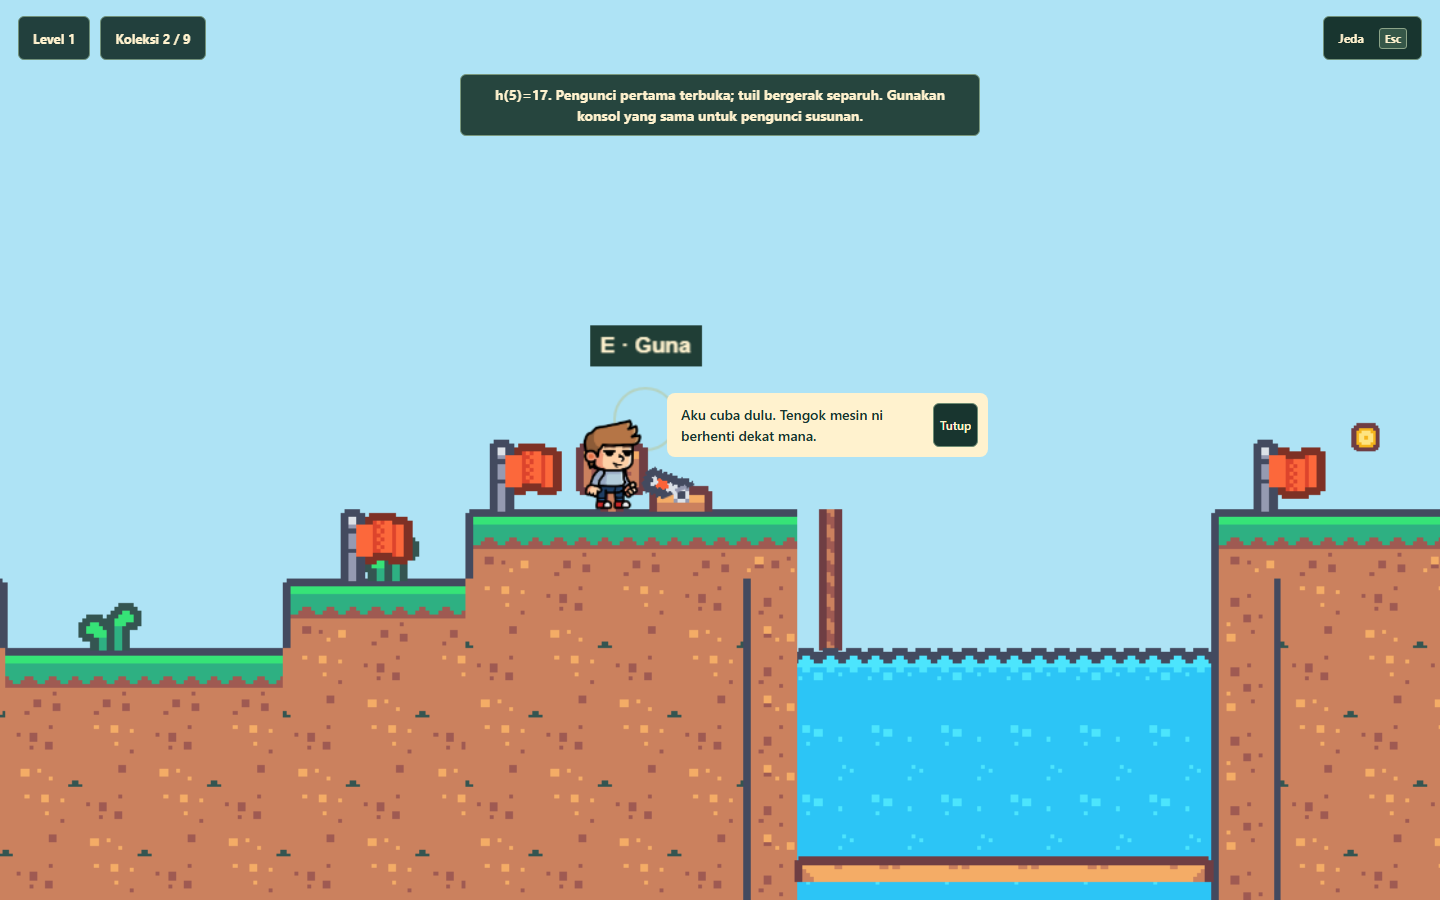 Level 1
Koleksi 2 / 9
Jeda Esc
h(5)=17. Pengunci pertama terbuka; tuil bergerak separuh. Gunakan
konsol yang sama untuk pengunci susunan.
E · Guna
Aku cuba dulu. Tengok mesin ni
berhenti dekat mana.
Tutup